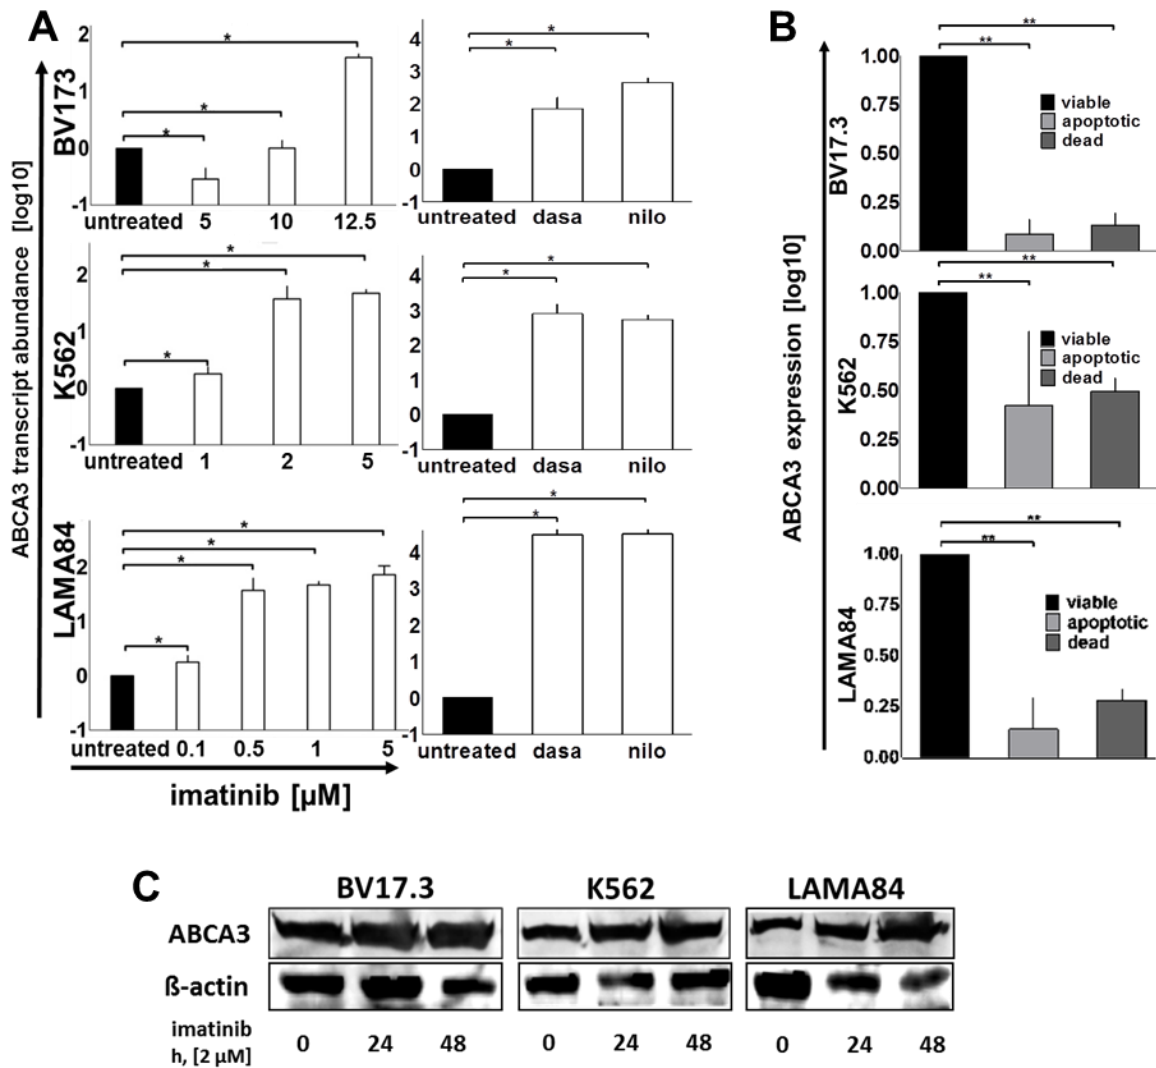 A
B
ABCA3 transcript abundance [log10]
BV173
2
1
0
-1
*
*
*
untreated 5 10 12.5
4
3
2
1
0
-1
*
*
untreated dasa nilo
K562
2
1
0
-1
*
*
*
untreated 1 2 5
4
3
2
1
0
-1
*
*
untreated dasa nilo
LAMA84
2
1
0
-1
*
*
*
*
untreated 0.1 0.5 1 5
imatinib [µM]
4
3
2
1
0
-1
*
*
untreated dasa nilo
ABCA3 expression [log10]
BV17.3
1.00
0.75
0.50
0.25
0.00
**
**
viable
apoptotic
dead
K562
1.00
0.75
0.50
0.25
0.00
**
**
viable
apoptotic
dead
LAMA84
1.00
0.75
0.50
0.25
0.00
**
**
viable
apoptotic
dead
C
BV17.3 K562 LAMA84
ABCA3
ß-actin
imatinib
h, [2 µM]
0 24 48 0 24 48 0 24 48